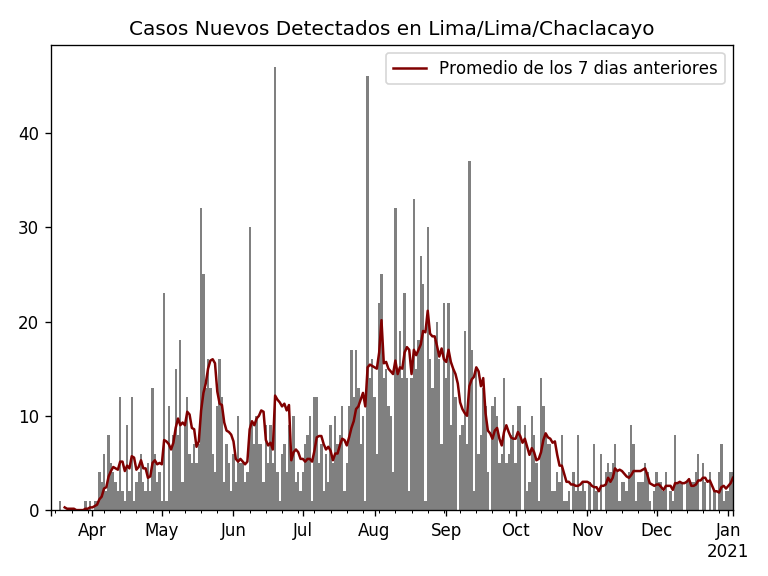 Casos Nuevos Detectados en Lima/Lima/Chaclacayo
Promedio de los 7 dias anteriores
40
30
20
10
0
Apr May Jun Jul Aug Sep Oct Nov Dec Jan
2021